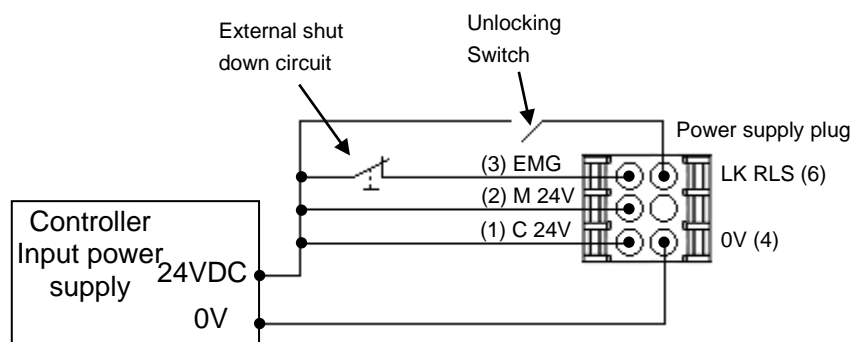 External shut
down circuit
Unlocking
Switch
Power supply plug
(3) EMG
LK RLS (6)
(2) M 24V
(1) C 24V
0V (4)
Controller
Input power
supply
24VDC
0V